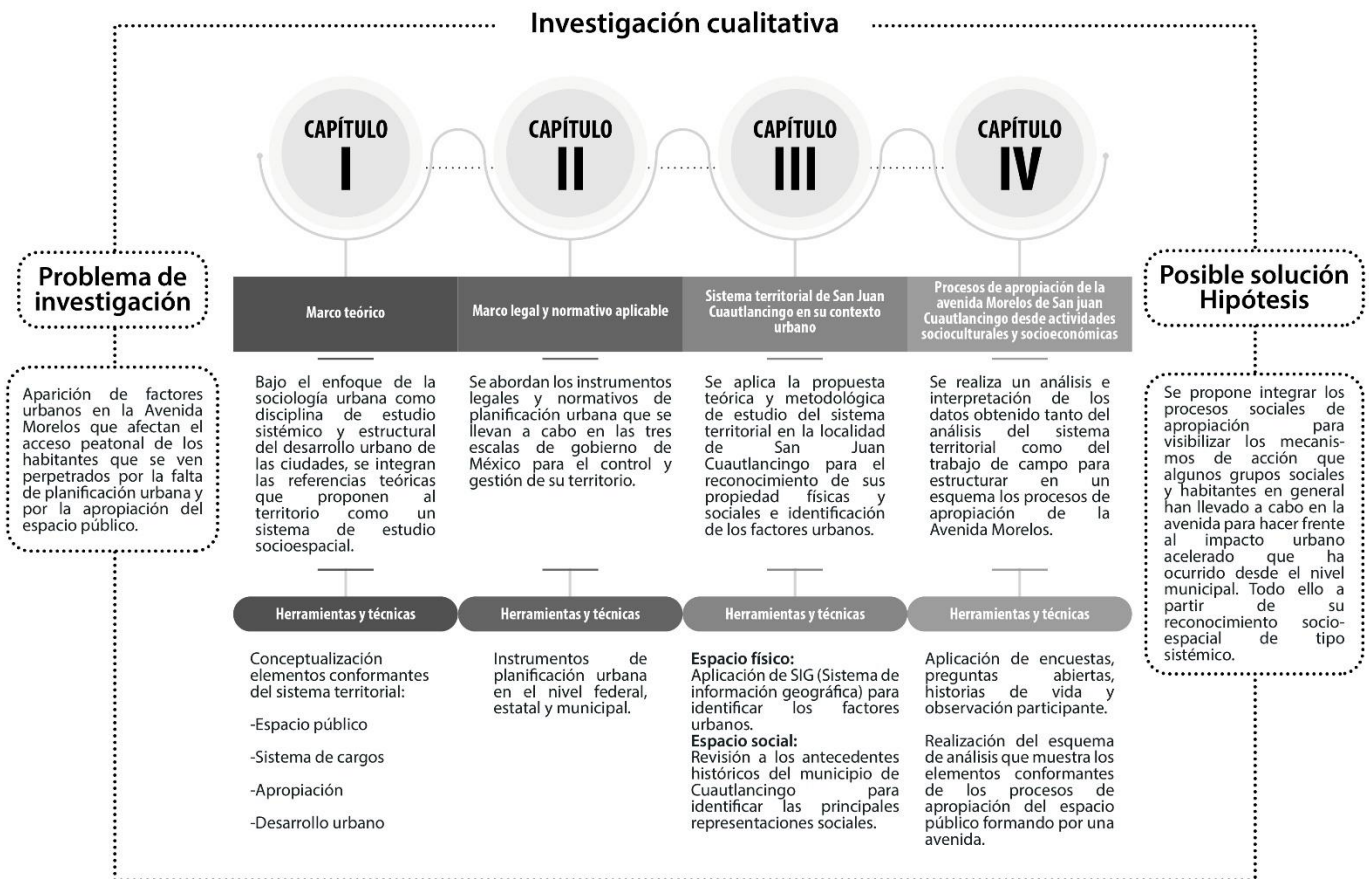 Investigación cualitativa
CAPÍTULO
I
CAPÍTULO
II
CAPÍTULO
III
CAPÍTULO
IV
Problema de
investigación
Aparición de factores
urbanos en la Avenida
Morelos que afectan el
acceso peatonal de los
habitantes que se ven
perpetrados por la falta
de planificación urbana y
por la apropiación del
espacio público.
Marco teórico
Bajo el enfoque de la
sociología urbana como
disciplina de estudio
sistémico y estructural
del desarrollo urbano de
las ciudades, se integran
las referencias teóricas
que proponen al
territorio como un
sistema de estudio
socioespacial.
Herramientas y técnicas
Conceptualización
elementos conformantes
del sistema territorial:
-Espacio público
-Sistema de cargos
-Apropiación
-Desarrollo urbano
Marco legal y normativo aplicable
Se abordan los instrumentos
legales y normativos de
planificación urbana que se
llevan a cabo en las tres
escalas de gobierno de
México para el control y
gestión de su territorio.
Herramientas y técnicas
Instrumentos de
planificación urbana
en el nivel federal,
estatal y municipal.
Sistema territorial de San Juan
Cuautlancingo en su contexto
urbano
Se aplica la propuesta
teórica y metodológica
de estudio del sistema
territorial en la localidad
de San Juan
Cuautlancingo para el
reconocimiento de sus
propiedad físicas y
sociales e identificación
de los factores urbanos.
Herramientas y técnicas
Espacio físico:
Aplicación de SIG (Sistema de
información geográfica) para
identificar los factores
urbanos.
Espacio social:
Revisión a los antecedentes
históricos del municipio de
Cuautlancingo para
identificar las principales
representaciones sociales.
Procesos de apropiación de la
avenida Morelos de San juan
Cuautlancingo desde actividades
socioculturales y socioeconómicas
Se realiza un análisis e
interpretación de los
datos obtenido tanto del
análisis del sistema
territorial como del
trabajo de campo para
estructurar en un
esquema los procesos de
apropiación de la
Avenida Morelos.
Herramientas y técnicas
Aplicación de encuestas,
preguntas abiertas,
historias de vida y
observación participante.
Realización del esquema
de análisis que muestra los
elementos conformantes
de los procesos de
apropiación del espacio
público formando por una
avenida.
Posible solución
Hipótesis
Se propone integrar los
procesos sociales de
apropiación para
visibilizar los mecanis-
mos de acción que
algunos grupos sociales
y habitantes en general
han llevado a cabo en la
avenida para hacer frente
al impacto urbano
acelerado que ha
ocurrido desde el nivel
municipal. Todo ello a
partir de su
reconocimiento socio-
espacial de tipo
sistémico.